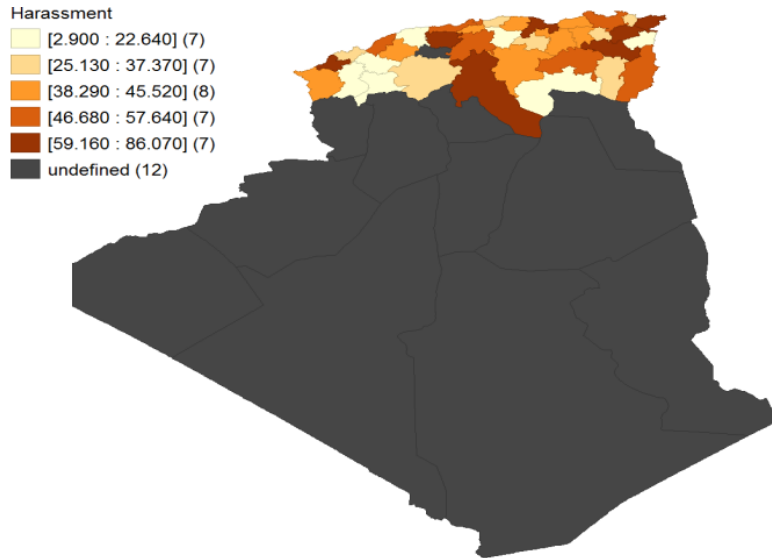 Harassment
[2.900 : 22.640] (7)
[25.130 : 37.370] (7)
[38.290 : 45.520] (8)
[46.680 : 57.640] (7)
[59.160 : 86.070] (7)
undefined (12)